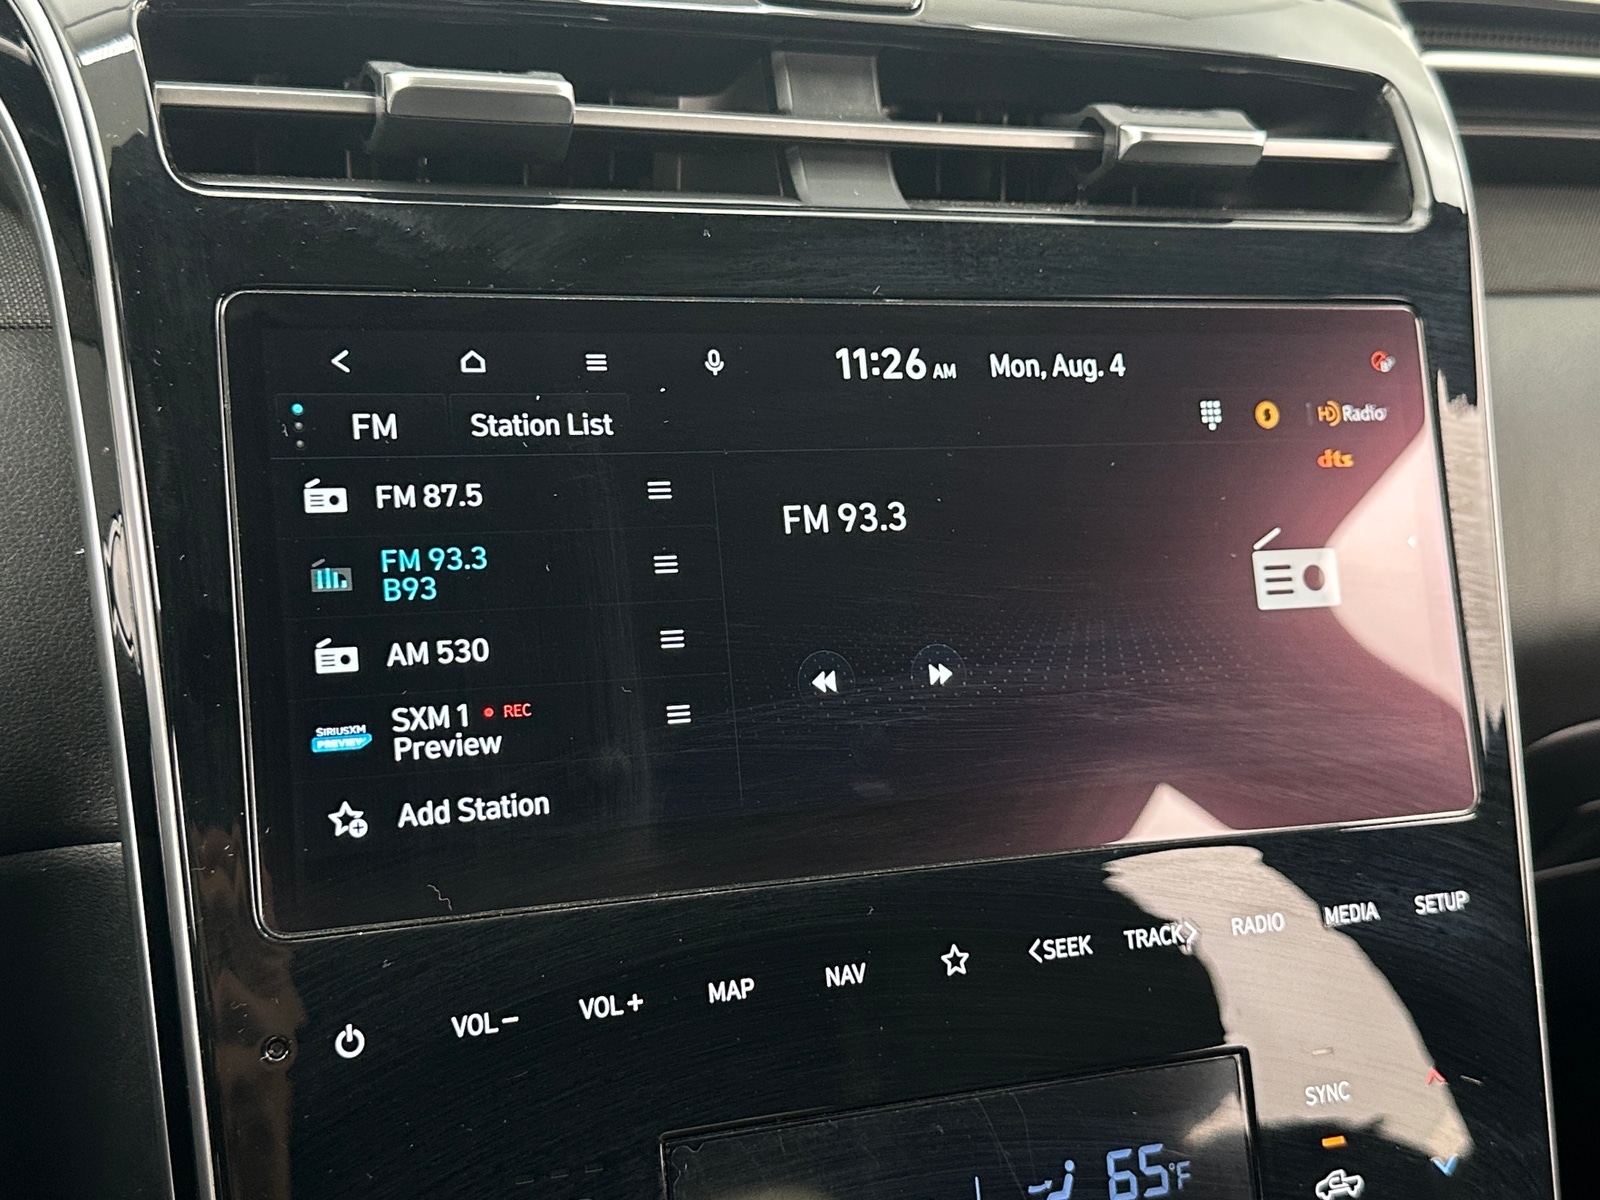 11:26 AM Mon, Aug. 4
FM Station List
HD Radio
dts
FM 87.5
FM 93.3
B93
AM 530
SIRIUSXM
PREVIEW
SXM 1 REC
Preview
Add Station
FM 93.3
VOL- VOL+ MAP NAV <SEEK TRACK> RADIO MEDIA SETUP
SYNC
65°F